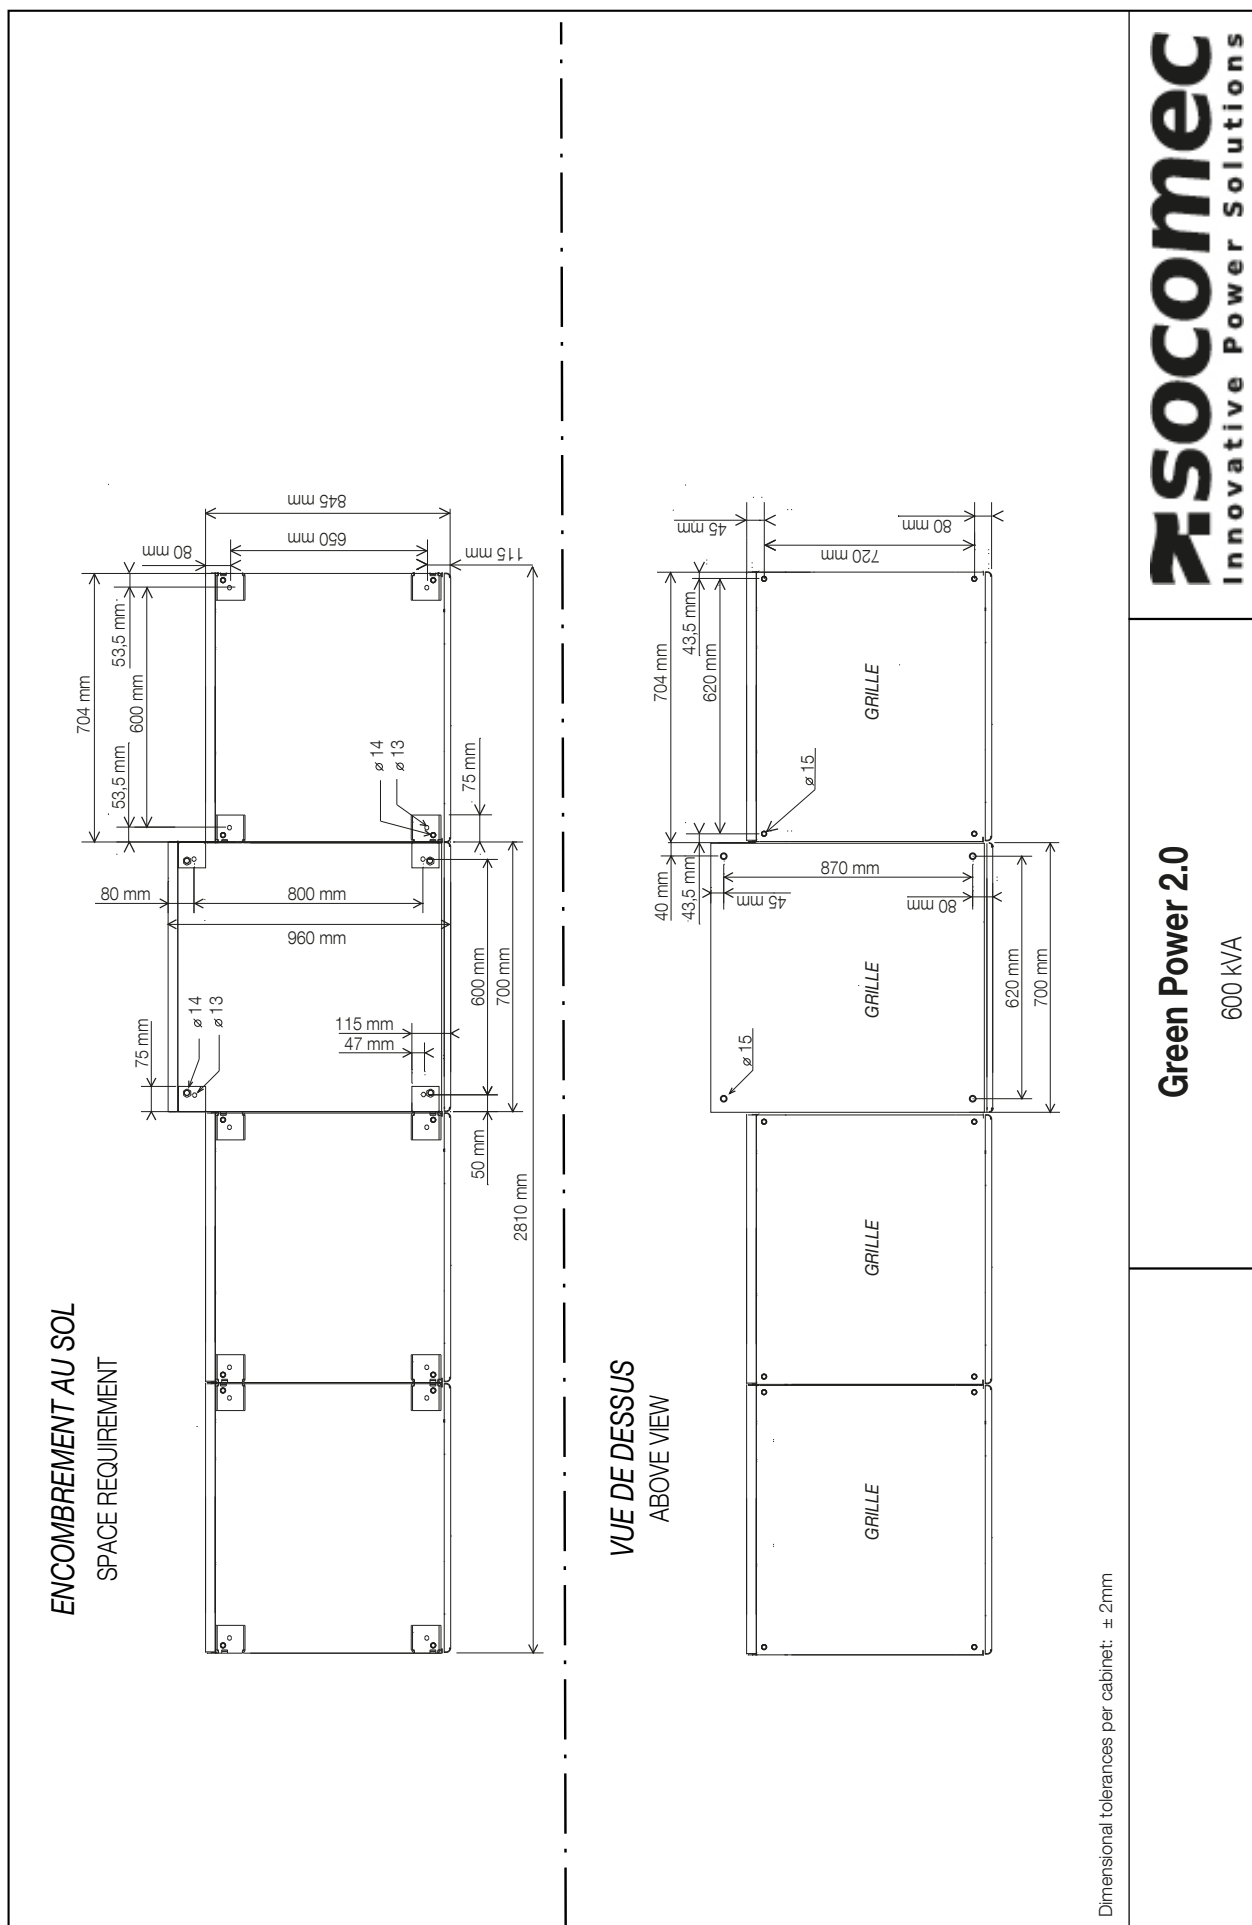 ENCOMBREMENT AU SOL
SPACE REQUIREMENT
704 mm
53,5 mm
600 mm
53,5 mm
80 mm
650 mm
845 mm
115 mm
ø 14
ø 13
75 mm
80 mm
800 mm
960 mm
600 mm
700 mm
75 mm
ø 14
ø 13
115 mm
47 mm
50 mm
2810 mm
VUE DE DESSUS
ABOVE VIEW
704 mm
43,5 mm
620 mm
45 mm
720 mm
80 mm
ø 15
GRILLE
40 mm
43,5 mm
45 mm
870 mm
80 mm
GRILLE
620 mm
700 mm
ø 15
GRILLE
GRILLE
Dimensional tolerances per cabinet: ± 2mm
Green Power 2.0
600 kVA
socomec
Innovative Power Solutions